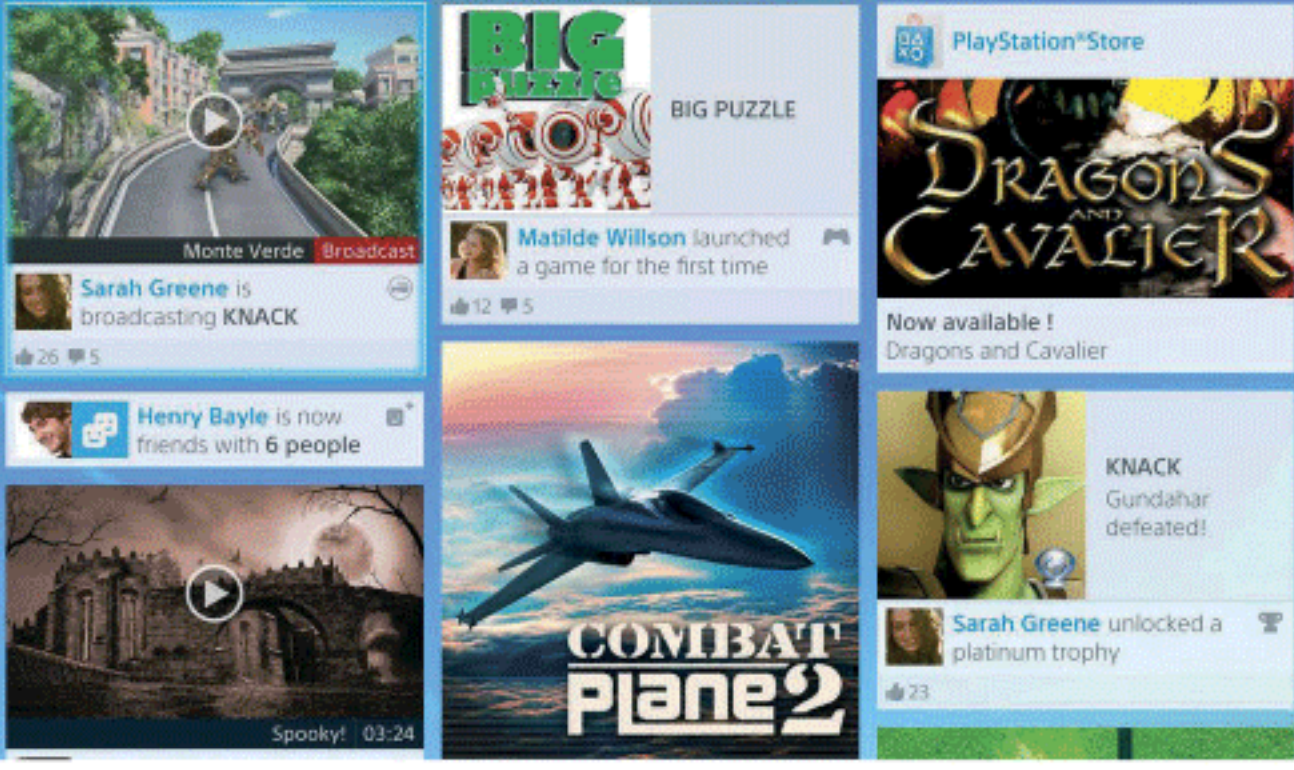 Monte Verde Broadcast
Sarah Greene is
broadcasting KNACK
26 5
Henry Bayle is now
friends with 6 people
Spooky! 03:24
BIG
puzzle
BIG PUZZLE
Matilde Willson launched
a game for the first time
12 5
COMBAT
PLANE 2
PlayStation®Store
DRAGONS
AND
CAVALIER
Now available !
Dragons and Cavalier
KNACK
Gundahar
defeated!
Sarah Greene unlocked a
platinum trophy
23